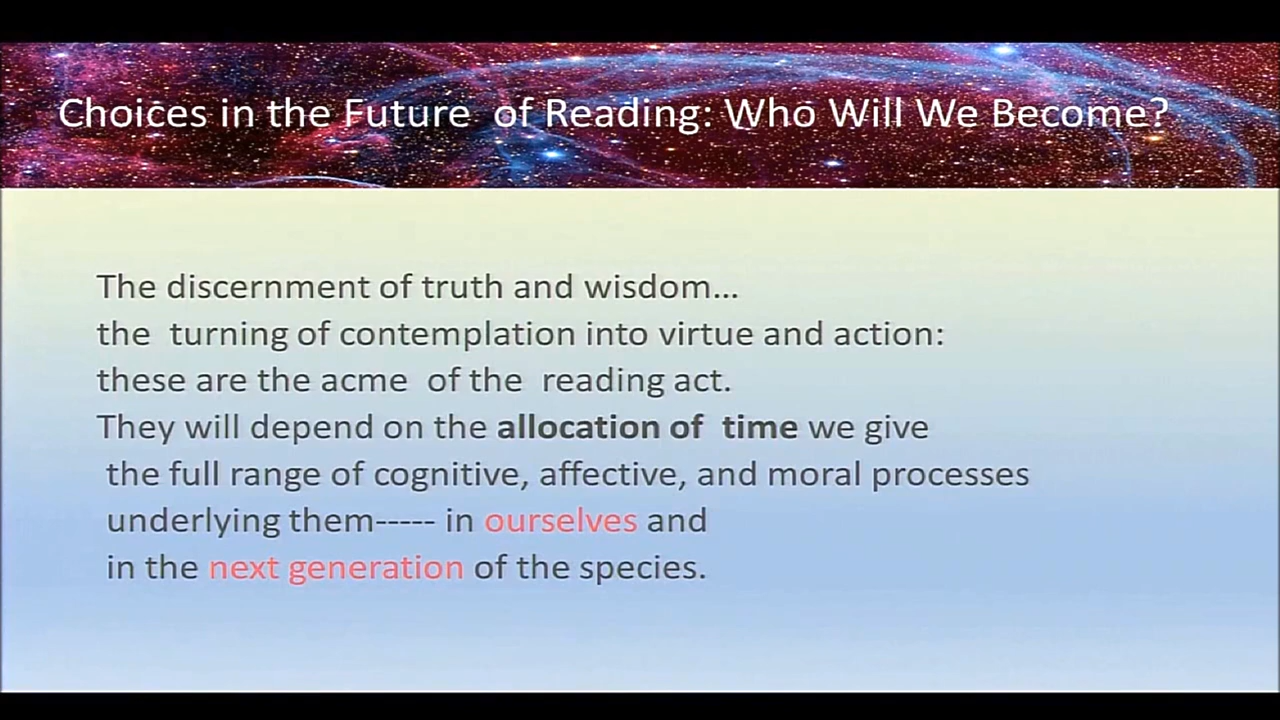 Choices in the Future of Reading: Who Will We Become?
The discernment of truth and wisdom...
the turning of contemplation into virtue and action:
these are the acme of the reading act.
They will depend on the allocation of time we give
the full range of cognitive, affective, and moral processes
underlying them----- in ourselves and
in the next generation of the species.